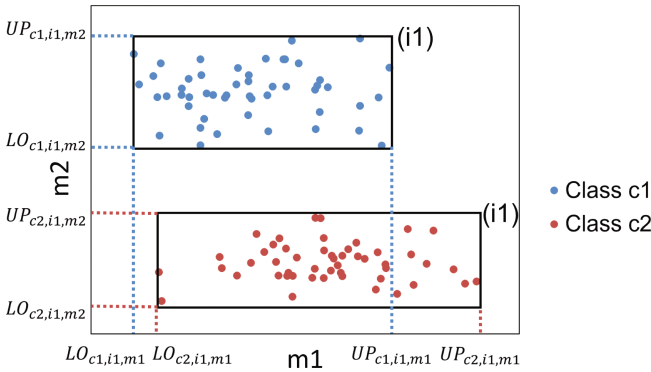 UP_{c1,i1,m2}
(i1)
LO_{c1,i1,m2}
m2
Class c1
Class c2
UP_{c2,i1,m2}
(i1)
LO_{c2,i1,m2}
LO_{c1,i1,m1} LO_{c2,i1,m1} m1 UP_{c1,i1,m1} UP_{c2,i1,m1}